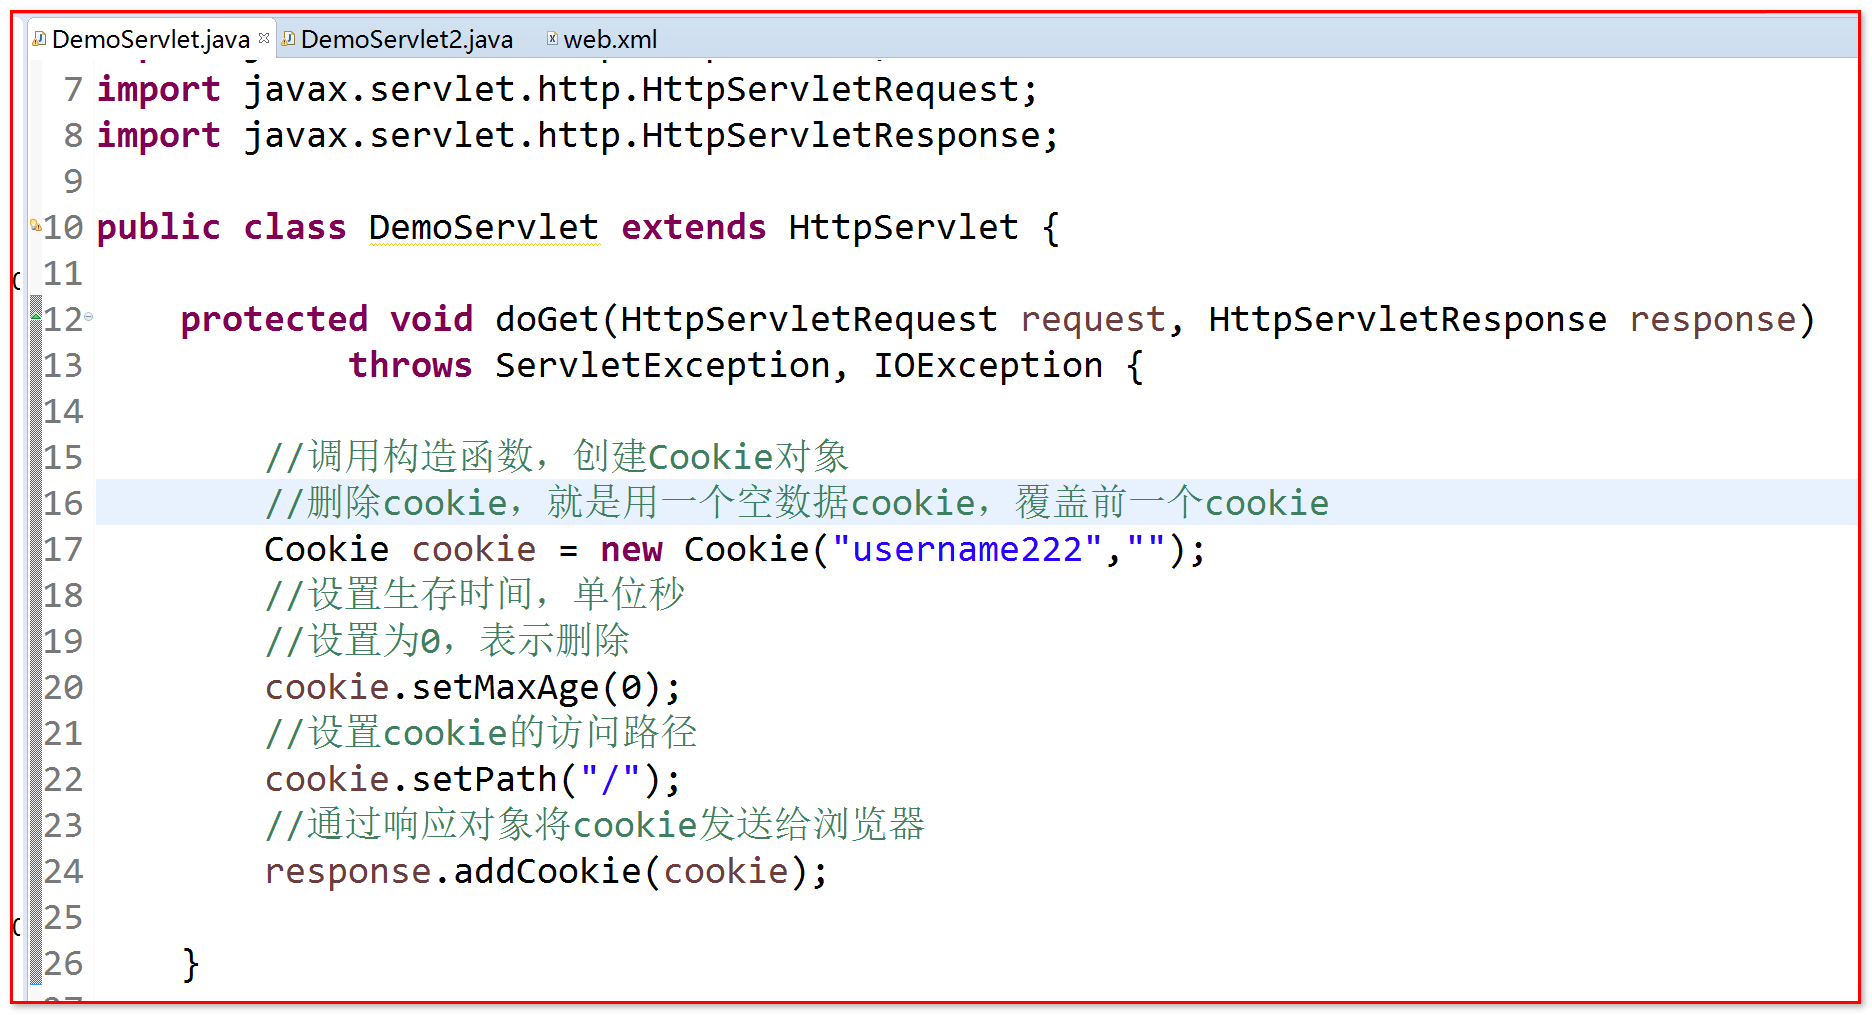 DemoServlet.java DemoServlet2.java web.xml
7 import javax.servlet.http.HttpServletRequest;
8 import javax.servlet.http.HttpServletResponse;
9
10 public class DemoServlet extends HttpServlet {
11
12 protected void doGet(HttpServletRequest request, HttpServletResponse response)
13 throws ServletException, IOException {
14
15 //调用构造函数，创建Cookie对象
16 //删除cookie，就是用一个空数据cookie，覆盖前一个cookie
17 Cookie cookie = new Cookie("username222","");
18 //设置生存时间，单位秒
19 //设置为0，表示删除
20 cookie.setMaxAge(0);
21 //设置cookie的访问路径
22 cookie.setPath("/");
23 //通过响应对象将cookie发送给浏览器
24 response.addCookie(cookie);
25
26 }